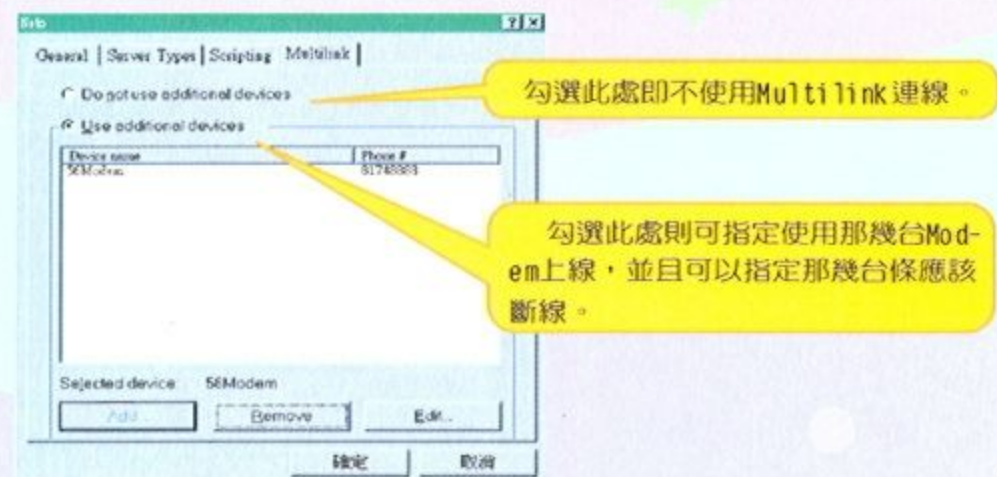 General Server Types Scripting Multilink
Do not use additional devices
勾選此處即不使用Multilink連線。
Use additional devices
Device name Phone #
56Modem 81748888
勾選此處則可指定使用那幾台Mod-
em上線，並且可以指定那幾台條應該
斷線。
Selected device: 56Modem
Add... Remove Edit...
確定 取消